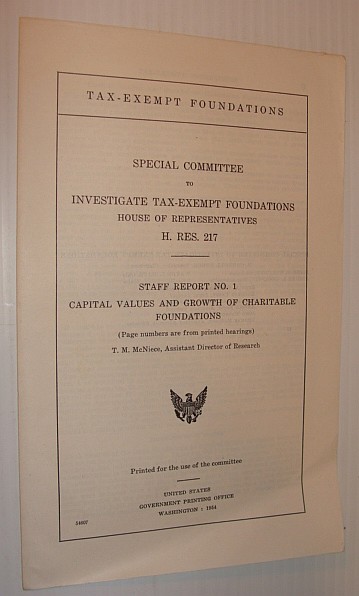 TAX-EXEMPT FOUNDATIONS
SPECIAL COMMITTEE
TO
INVESTIGATE TAX-EXEMPT FOUNDATIONS
HOUSE OF REPRESENTATIVES
H. RES. 217
STAFF REPORT NO. 1
CAPITAL VALUES AND GROWTH OF CHARITABLE
FOUNDATIONS
(Page numbers are from printed hearings)
T. M. McNiece, Assistant Director of Research
Printed for the use of the committee
UNITED STATES
GOVERNMENT PRINTING OFFICE
WASHINGTON : 1954
54607